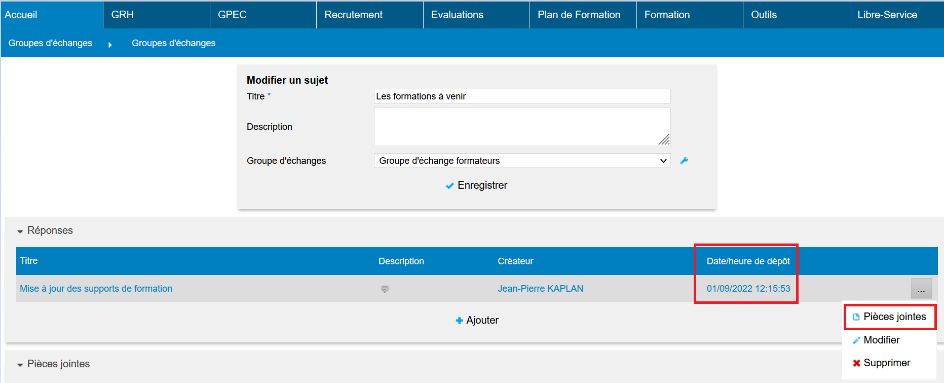 Accueil GRH GPEC Recrutement Evaluations Plan de Formation Formation Outils Libre-Service
Groupes d'échanges Groupes d'échanges
Modifier un sujet
Titre * Les formations à venir
Description
Groupe d'échanges Groupe d'échange formateurs
Enregistrer
Réponses
Titre Description Créateur Date/heure de dépôt
Mise à jour des supports de formation Jean-Pierre KAPLAN 01/09/2022 12:15:53 ...
Ajouter
Pièces jointes
Modifier
Supprimer
Pièces jointes